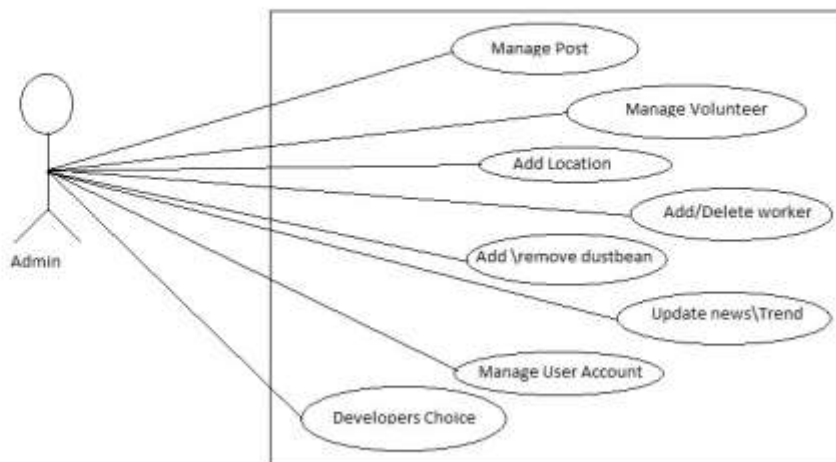 Manage Post
Manage Volunteer
Add Location
Add/Delete worker
Add \remove dustbean
Admin
Update news\Trend
Manage User Account
Developers Choice